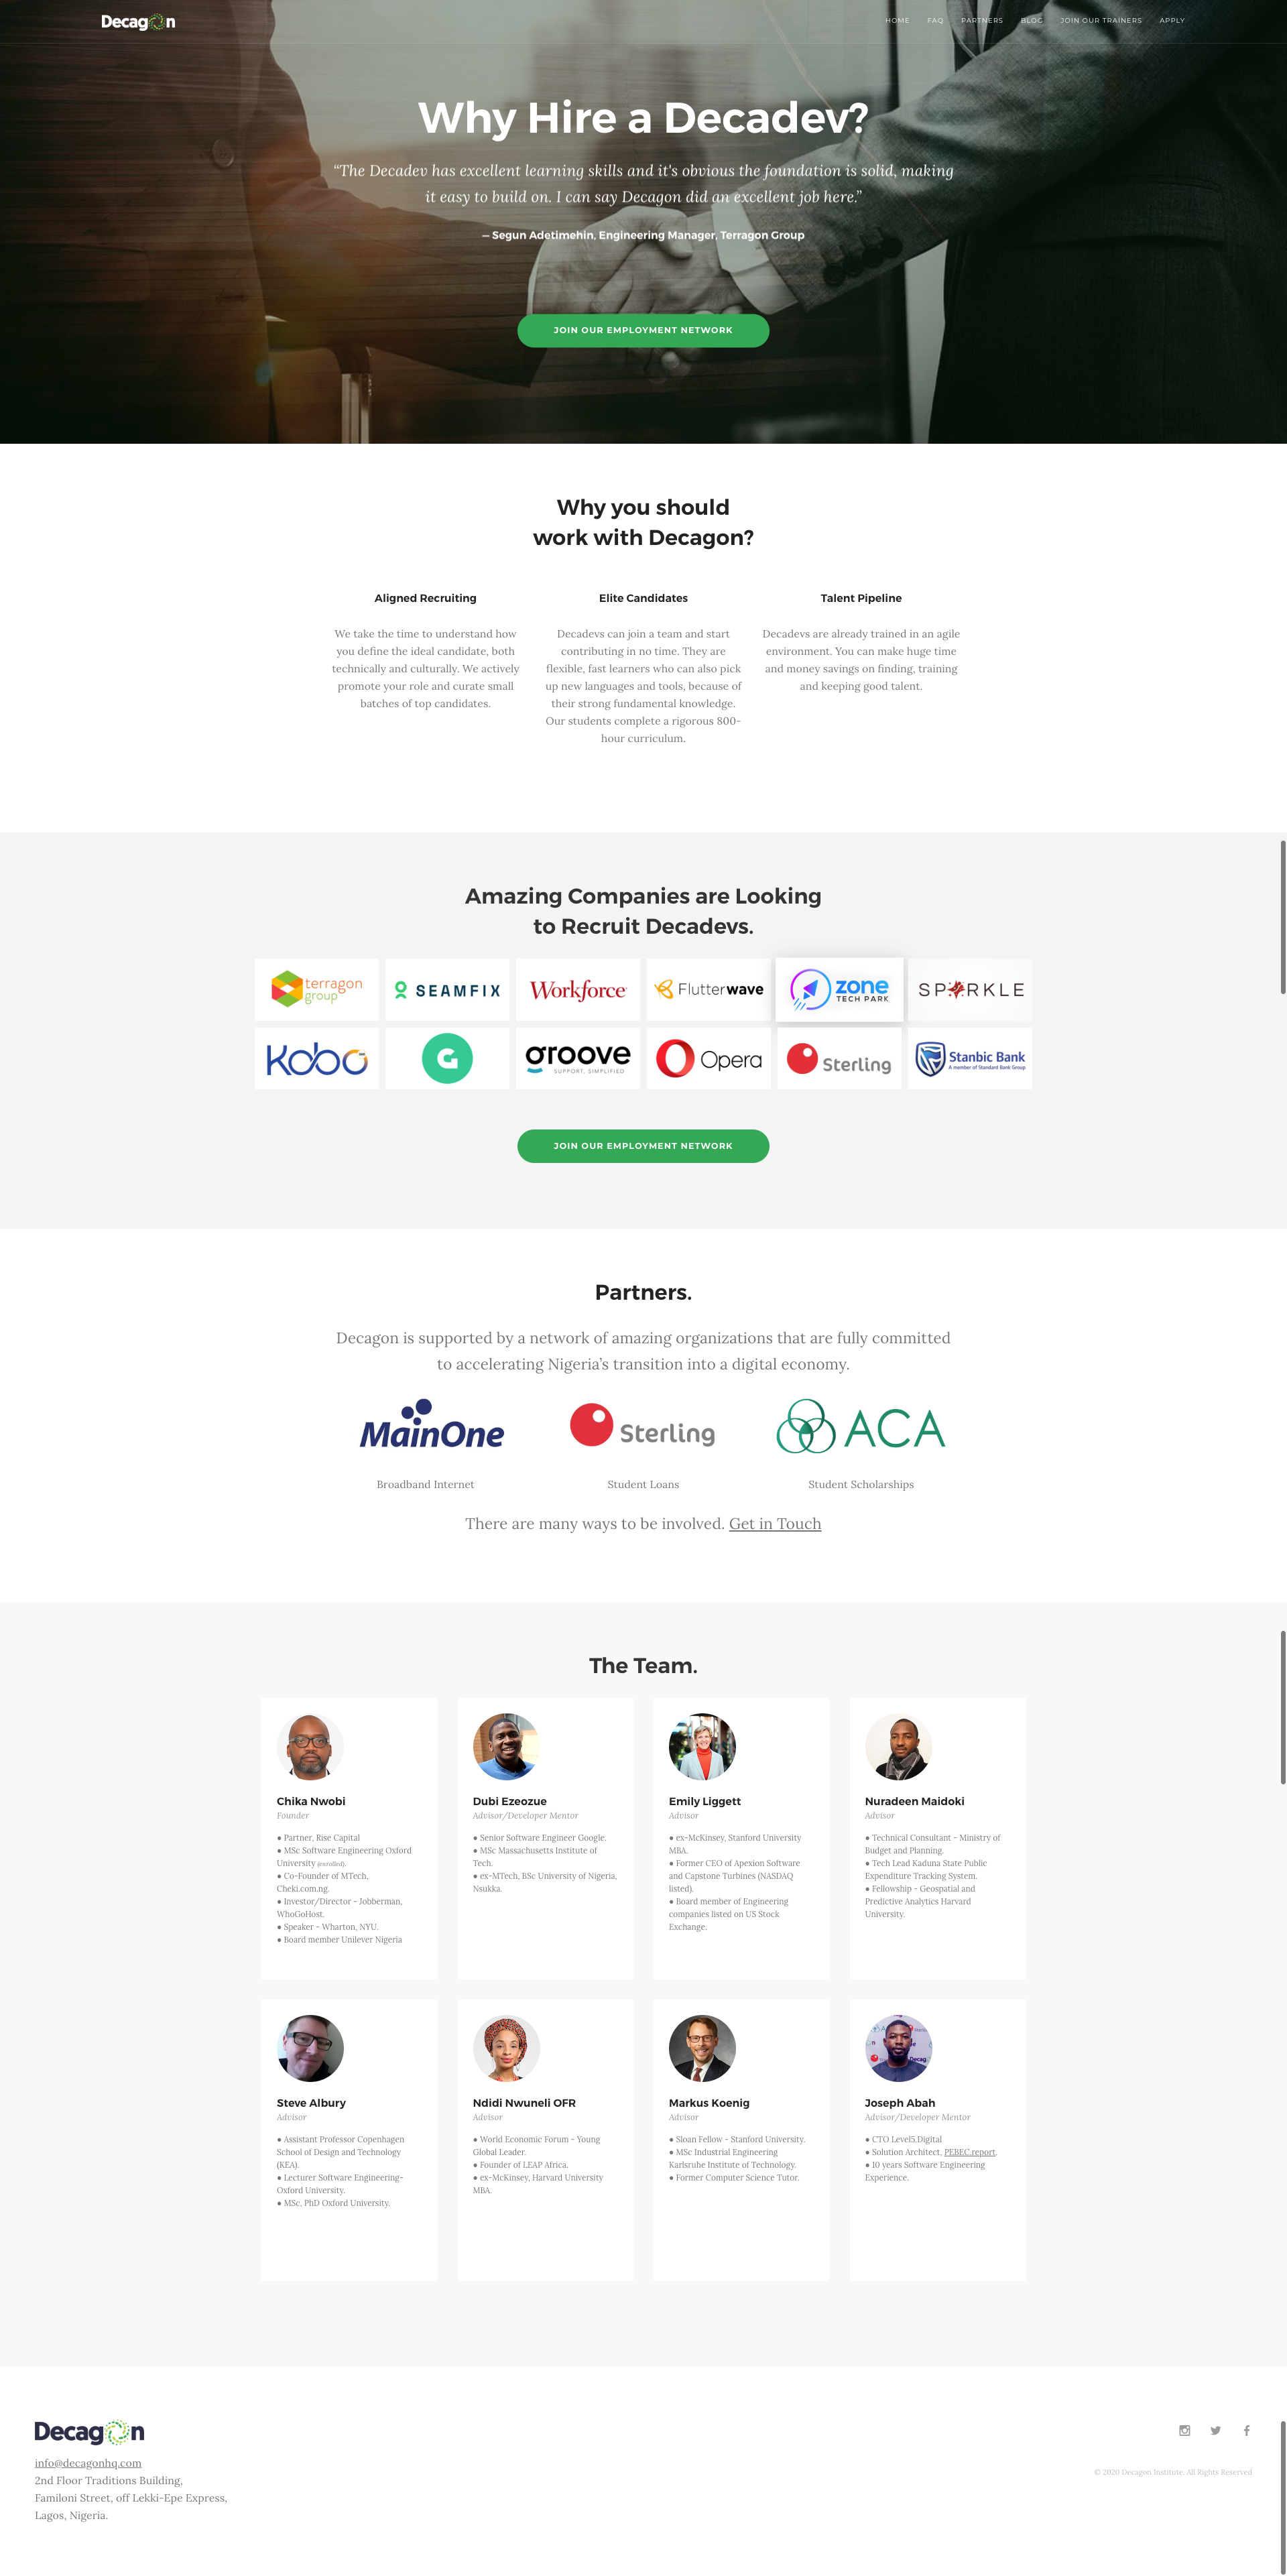 Decagon
HOME FAQ PARTNERS BLOG JOIN OUR TRAINERS APPLY
Why Hire a Decadev?
“The Decadev has excellent learning skills and it's obvious the foundation is solid, making
it easy to build on. I can say Decagon did an excellent job here.”
— Segun Adetimehin, Engineering Manager, Terragon Group
JOIN OUR EMPLOYMENT NETWORK
Why you should
work with Decagon?
Aligned Recruiting
We take the time to understand how
you define the ideal candidate, both
technically and culturally. We actively
promote your role and curate small
batches of top candidates.
Elite Candidates
Decadevs can join a team and start
contributing in no time. They are
flexible, fast learners who can also pick
up new languages and tools, because of
their strong fundamental knowledge.
Our students complete a rigorous 800-
hour curriculum.
Talent Pipeline
Decadevs are already trained in an agile
environment. You can make huge time
and money savings on finding, training
and keeping good talent.
Amazing Companies are Looking
to Recruit Decadevs.
terragon
group
SEAMFIX
Workforce
Flutterwave
zone
TECH PARK
SPARKLE
Kobo
G
groove
SUPPORT, SIMPLIFIED
Opera
Sterling
Stanbic Bank
A member of Standard Bank Group
JOIN OUR EMPLOYMENT NETWORK
Partners.
Decagon is supported by a network of amazing organizations that are fully committed
to accelerating Nigeria’s transition into a digital economy.
MainOne
Sterling
ACA
Broadband Internet
Student Loans
Student Scholarships
There are many ways to be involved. Get in Touch
The Team.
Chika Nwobi
Founder
● Partner, Rise Capital
● MSc Software Engineering Oxford
University (enrolled).
● Co-Founder of MTech,
Cheki.com.ng.
● Investor/Director - Jobberman,
WhoGoHost.
● Speaker - Wharton, NYU.
● Board member Unilever Nigeria
Dubi Ezeozue
Advisor/Developer Mentor
● Senior Software Engineer Google.
● MSc Massachusetts Institute of
Tech.
● ex-MTech, BSc University of Nigeria,
Nsukka.
Emily Liggett
Advisor
● ex-McKinsey, Stanford University
MBA.
● Former CEO of Apexion Software
and Capstone Turbines (NASDAQ
listed).
● Board member of Engineering
companies listed on US Stock
Exchange.
Nuradeen Maidoki
Advisor
● Technical Consultant - Ministry of
Budget and Planning.
● Tech Lead Kaduna State Public
Expenditure Tracking System.
● Fellowship - Geospatial and
Predictive Analytics Harvard
University.
Steve Albury
Advisor
● Assistant Professor Copenhagen
School of Design and Technology
(KEA).
● Lecturer Software Engineering-
Oxford University.
● MSc, PhD Oxford University.
Ndidi Nwuneli OFR
Advisor
● World Economic Forum - Young
Global Leader.
● Founder of LEAP Africa.
● ex-McKinsey, Harvard University
MBA.
Markus Koenig
Advisor
● Sloan Fellow - Stanford University.
● MSc Industrial Engineering
Karlsruhe Institute of Technology.
● Former Computer Science Tutor.
Joseph Abah
Advisor/Developer Mentor
● CTO Level5.Digital
● Solution Architect, PEBEC.report.
● 10 years Software Engineering
Experience.
Decagon
info@decagonhq.com
2nd Floor Traditions Building,
Familoni Street, off Lekki-Epe Express,
Lagos, Nigeria.
© 2020 Decagon Institute. All Rights Reserved